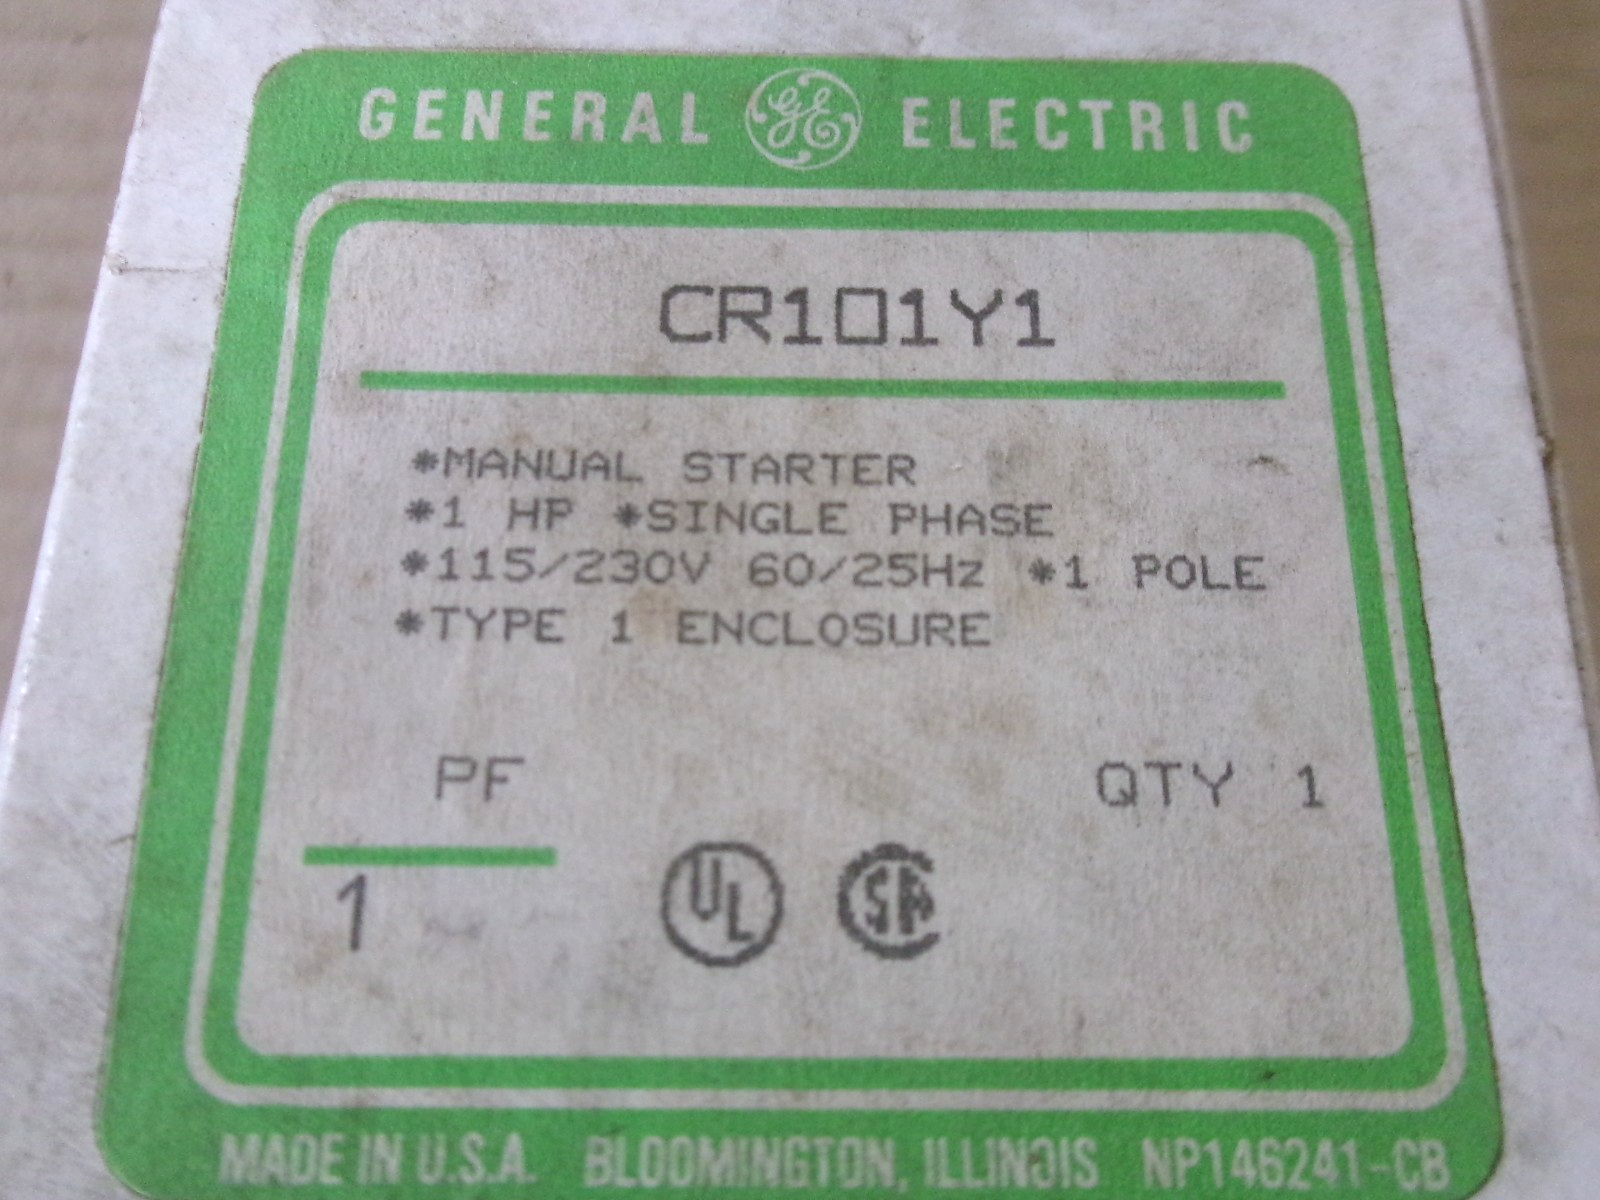 GENERAL GE ELECTRIC
CR101Y1
*MANUAL STARTER
*1 HP *SINGLE PHASE
*115/230V 60/25Hz *1 POLE
*TYPE 1 ENCLOSURE
PF QTY 1
1 UL SA
MADE IN U.S.A. BLOOMINGTON, ILLINOIS NP146241-CB